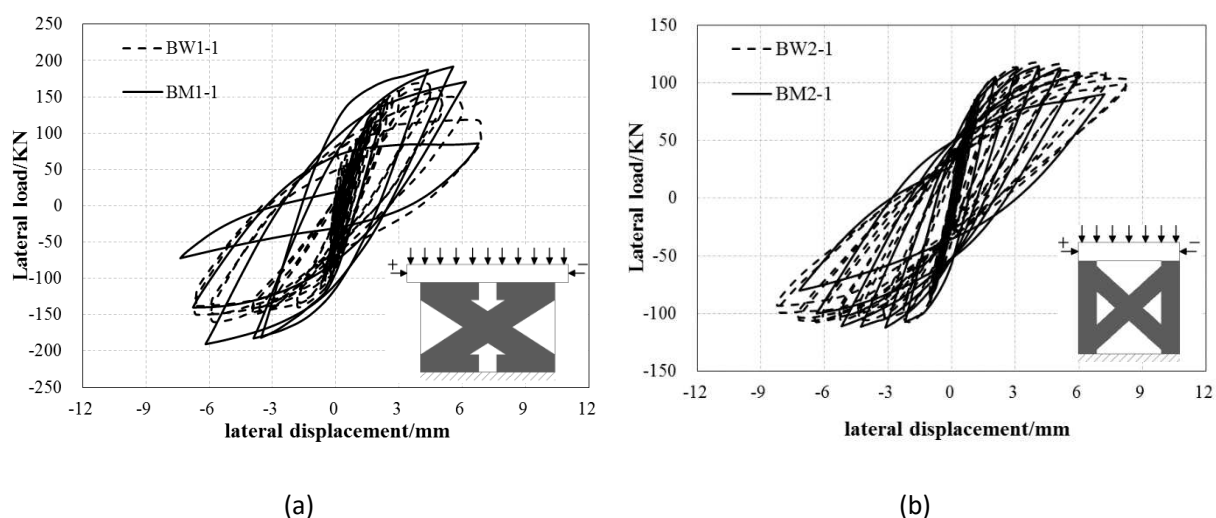 250
200
150
100
50
0
-50
-100
-150
-200
-250
-12 -9 -6 -3 0 3 6 9 12
Lateral load/KN
lateral displacement/mm
BW1-1
BM1-1
+ −
(a)
150
100
50
0
-50
-100
-150
-12 -9 -6 -3 0 3 6 9 12
Lateral load/KN
lateral displacement/mm
BW2-1
BM2-1
+ −
(b)